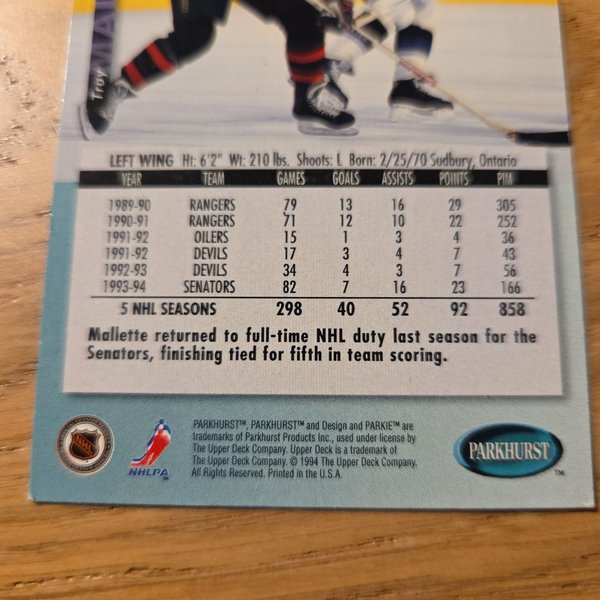 Troy MAL
LEFT WING Ht: 6'2" Wt: 210 lbs. Shoots: L Born: 2/25/70 Sudbury, Ontario
YEAR TEAM GAMES GOALS ASSISTS POINTS PIM
1989-90 RANGERS 79 13 16 29 305
1990-91 RANGERS 71 12 10 22 252
1991-92 OILERS 15 1 3 4 36
1991-92 DEVILS 17 3 4 7 43
1992-93 DEVILS 34 4 3 7 56
1993-94 SENATORS 82 7 16 23 166
5 NHL SEASONS 298 40 52 92 858
Mallette returned to full-time NHL duty last season for the
Senators, finishing tied for fifth in team scoring.
PARKHURST™, PARKHURST™ and Design and PARKIE™ are
trademarks of Parkhurst Products Inc., used under license by
The Upper Deck Company. Upper Deck is a trademark of
The Upper Deck Company. © 1994 The Upper Deck Company.
All Rights Reserved. Printed in the U.S.A.
NHL
NHLPA™
PARKHURST™